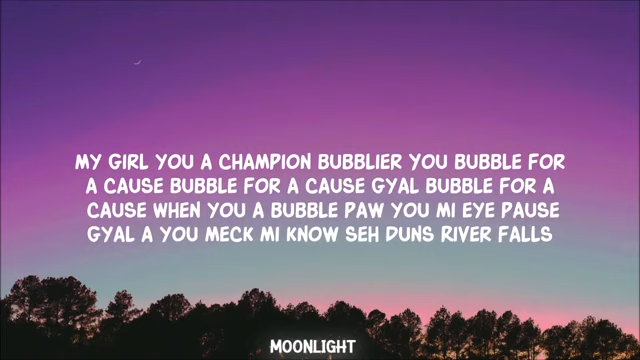 MY GIRL YOU A CHAMPION BUBBLIER YOU BUBBLE FOR
A CAUSE BUBBLE FOR A CAUSE GYAL BUBBLE FOR A
CAUSE WHEN YOU A BUBBLE PAW YOU MI EYE PAUSE
GYAL A YOU MECK MI KNOW SEH DUNS RIVER FALLS
MOONLIGHT